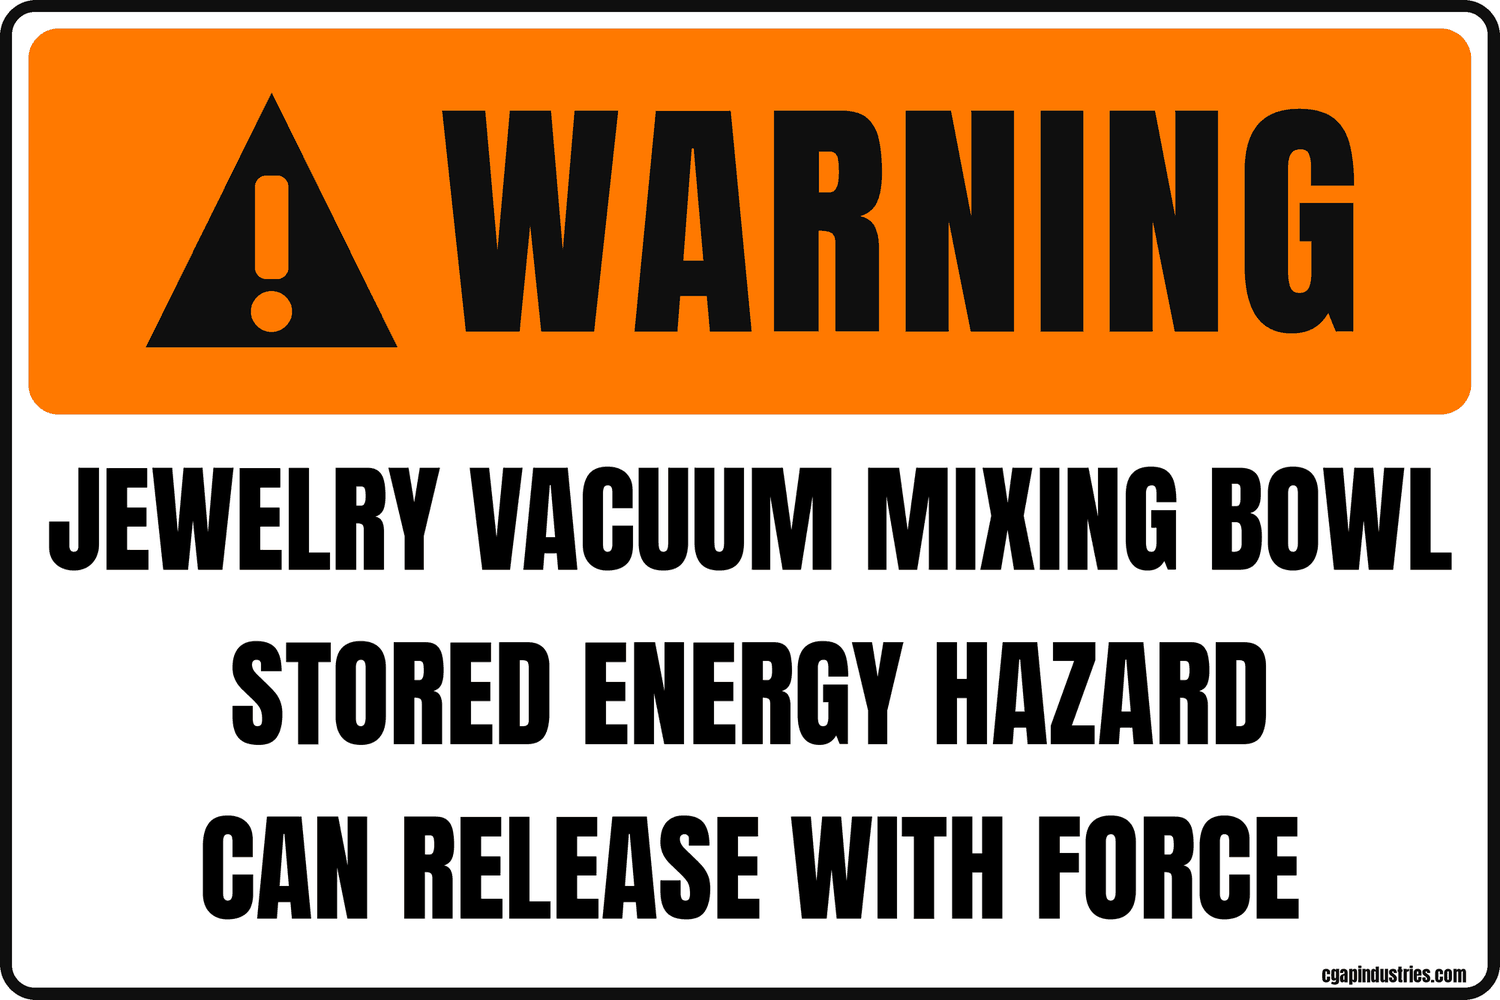 WARNING
JEWELRY VACUUM MIXING BOWL
STORED ENERGY HAZARD
CAN RELEASE WITH FORCE
cgapindustries.com